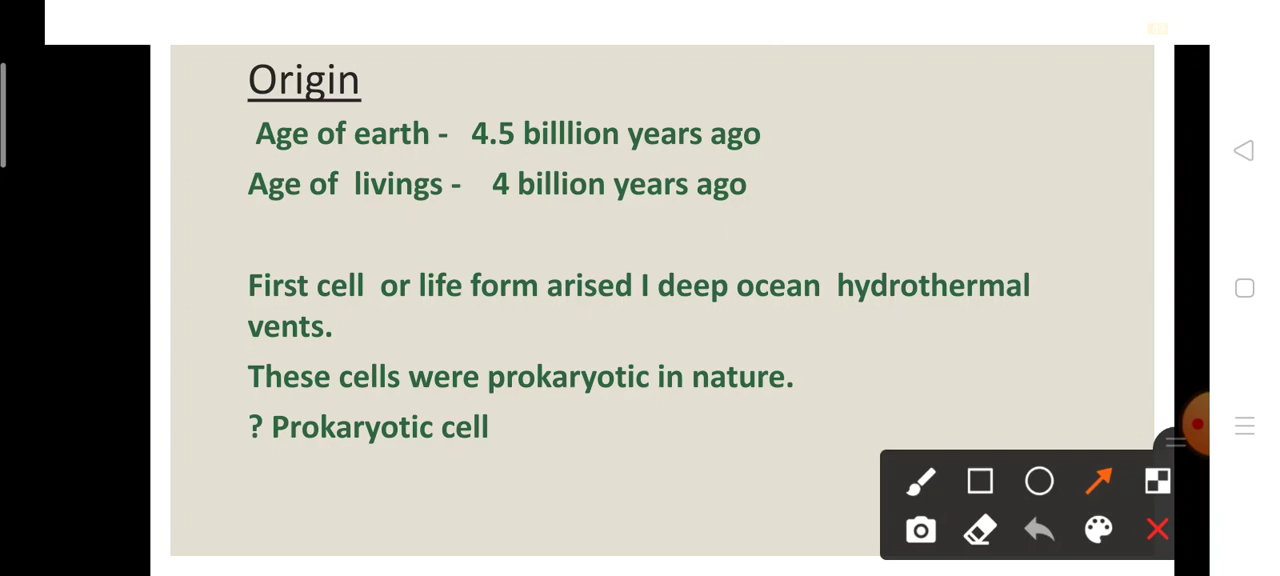 Origin
Age of earth - 4.5 billlion years ago
Age of livings - 4 billion years ago
First cell or life form arised I deep ocean hydrothermal
vents.
These cells were prokaryotic in nature.
? Prokaryotic cell